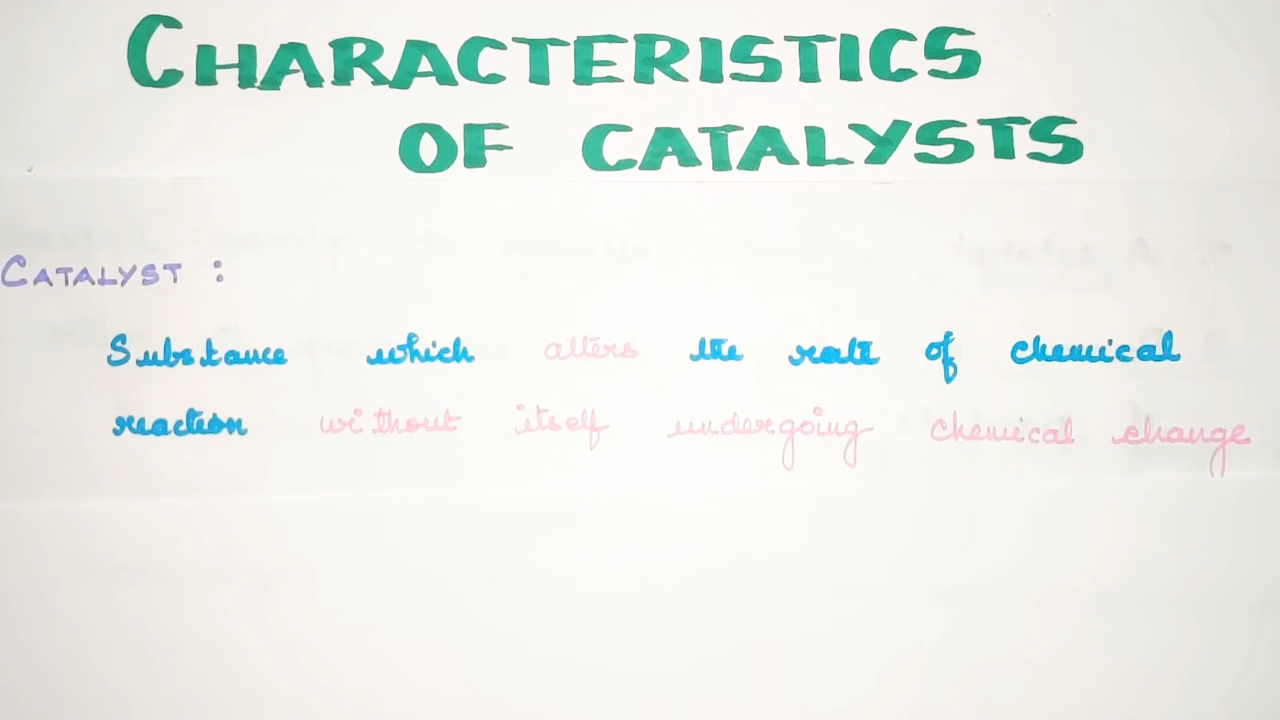 CHARACTERISTICS
OF CATALYSTS
CATALYST :
Substance which alters the rate of chemical
reaction without itself undergoing chemical change